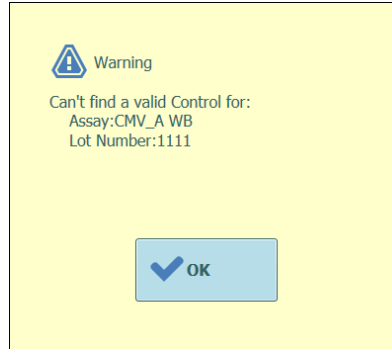 Warning
Can't find a valid Control for:
Assay:CMV_A WB
Lot Number:1111
OK